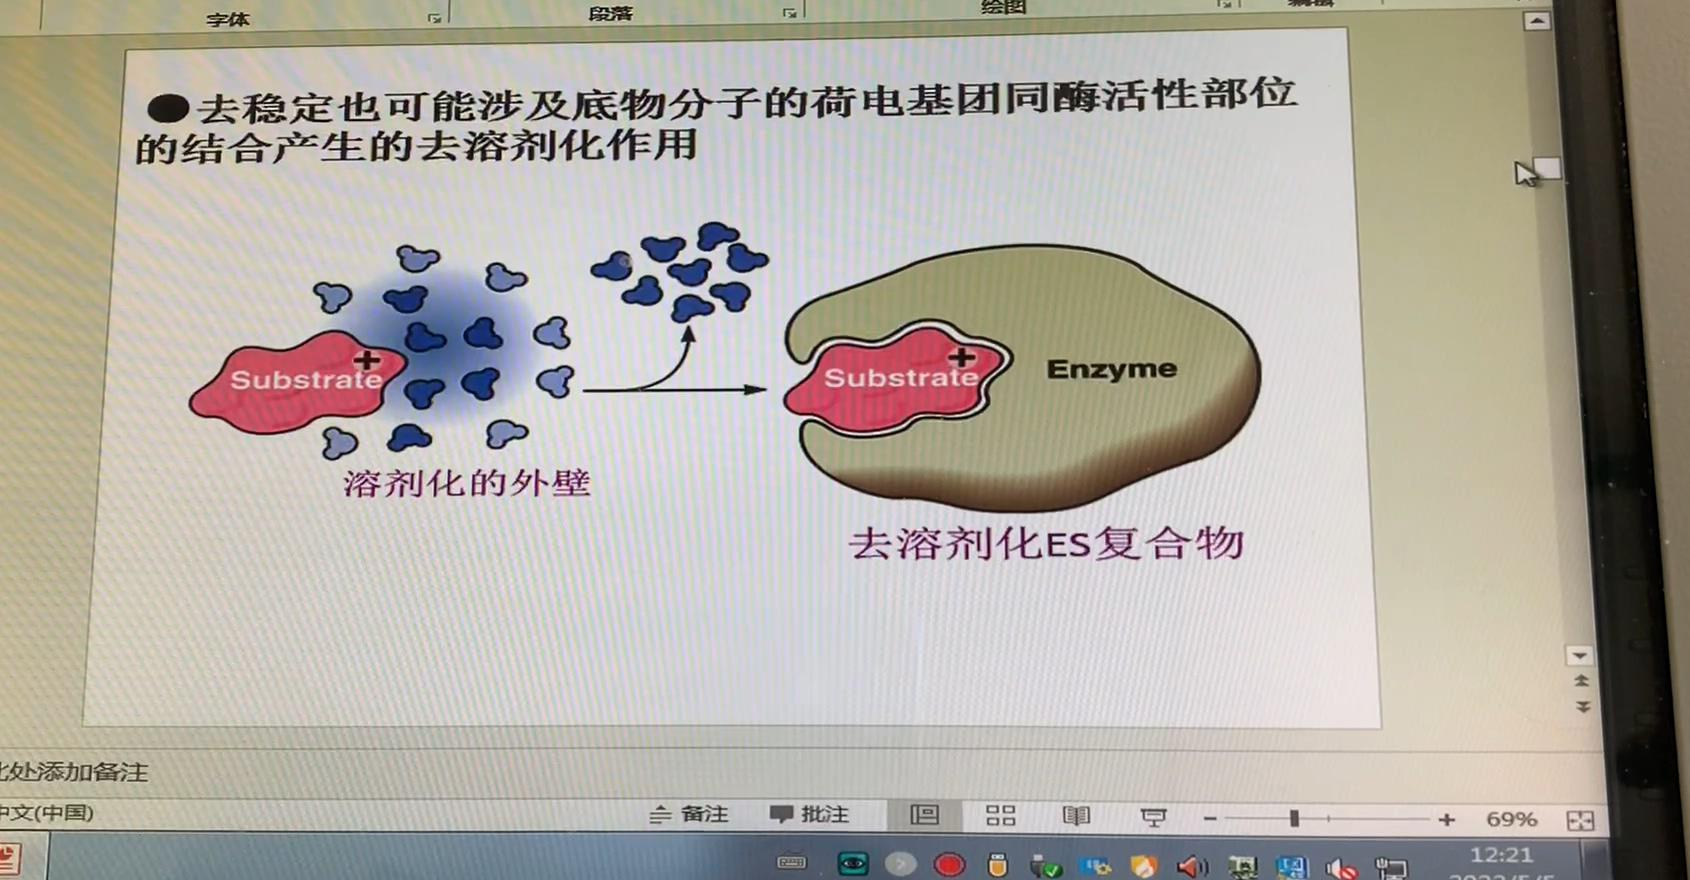 字体
段落
绘图
编辑
●去稳定也可能涉及底物分子的荷电基团同酶活性部位
的结合产生的去溶剂化作用
Substrate
+
Substrate
+
Enzyme
溶剂化的外壁
去溶剂化ES复合物
此处添加备注
中文(中国)
备注
批注
69%
12:21